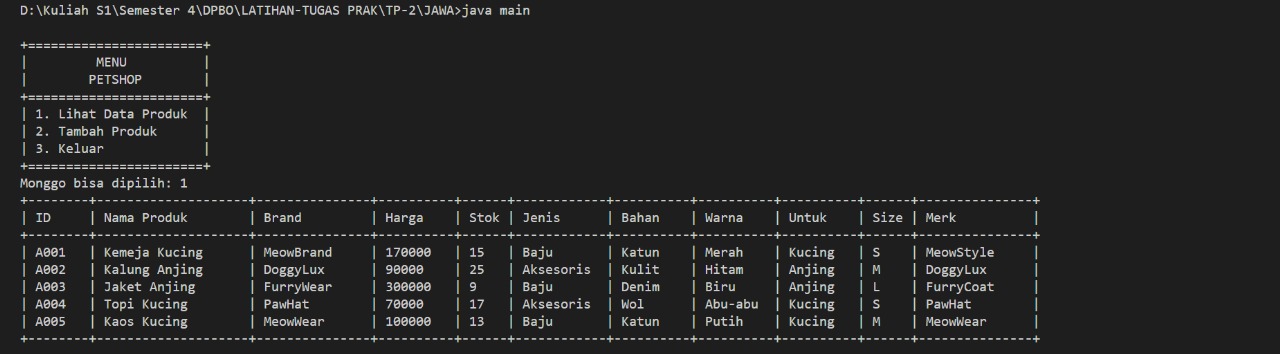 D:\Kuliah S1\Semester 4\DPBO\LATIHAN-TUGAS PRAK\TP-2\JAWA>java main
+=======================+
|         MENU          |
|        PETSHOP        |
+=======================+
| 1. Lihat Data Produk  |
| 2. Tambah Produk      |
| 3. Keluar             |
+=======================+
Monggo bisa dipilih: 1
+--------+--------------------+---------------+----------+------+------------+----------+----------+----------+------+---------------+
| ID     | Nama Produk        | Brand         | Harga    | Stok | Jenis      | Bahan    | Warna    | Untuk    | Size | Merk          |
+--------+--------------------+---------------+----------+------+------------+----------+----------+----------+------+---------------+
| A001   | Kemeja Kucing      | MeowBrand     | 170000   | 15   | Baju       | Katun    | Merah    | Kucing   | S    | MeowStyle     |
| A002   | Kalung Anjing      | DoggyLux      | 90000    | 25   | Aksesoris  | Kulit    | Hitam    | Anjing   | M    | DoggyLux      |
| A003   | Jaket Anjing       | FurryWear     | 300000   | 9    | Baju       | Denim    | Biru     | Anjing   | L    | FurryCoat     |
| A004   | Topi Kucing        | PawHat        | 70000    | 17   | Aksesoris  | Wol      | Abu-abu  | Kucing   | S    | PawHat        |
| A005   | Kaos Kucing        | MeowWear      | 100000   | 13   | Baju       | Katun    | Putih    | Kucing   | M    | MeowWear      |
+--------+--------------------+---------------+----------+------+------------+----------+----------+----------+------+---------------+